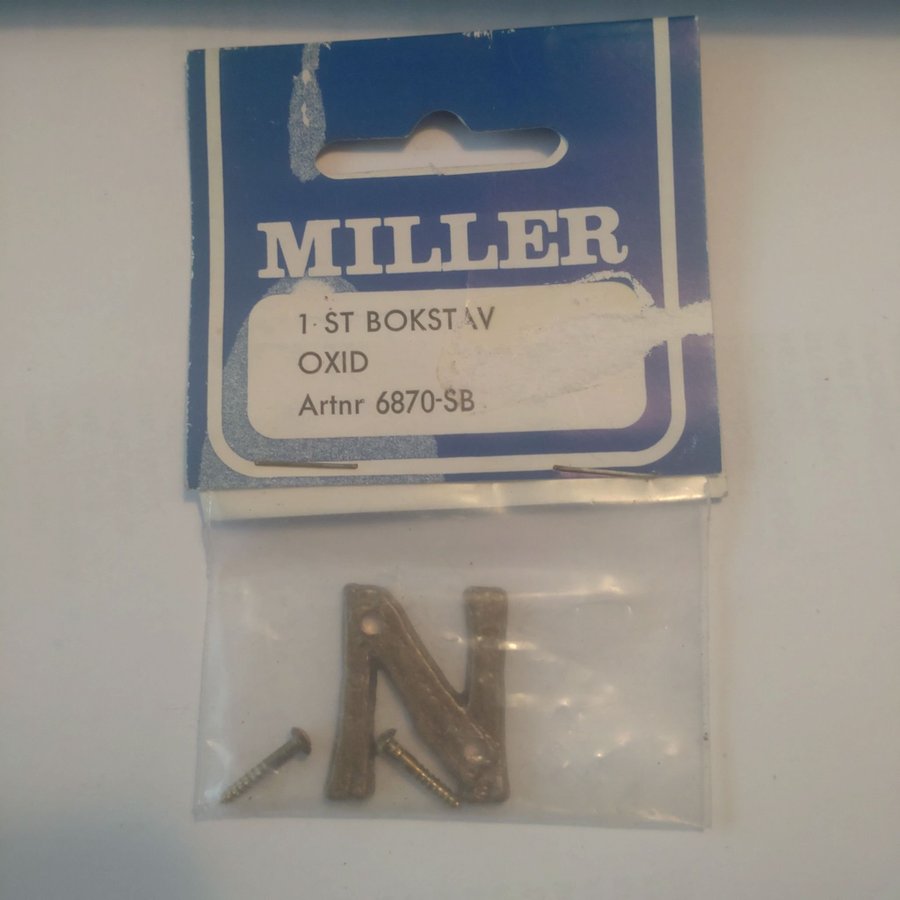 MILLER
1 ST BOKSTAV
OXID
Artnr 6870-SB
N